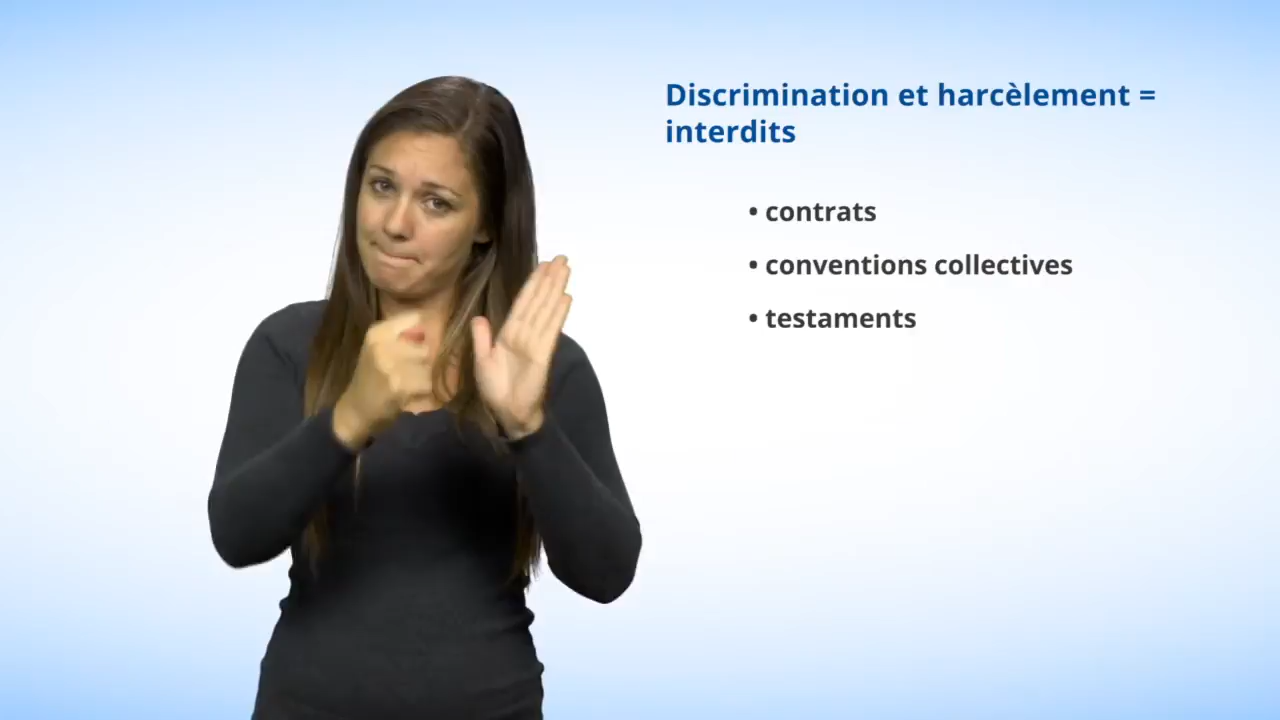 Discrimination et harcèlement =
interdits
• contrats
• conventions collectives
• testaments